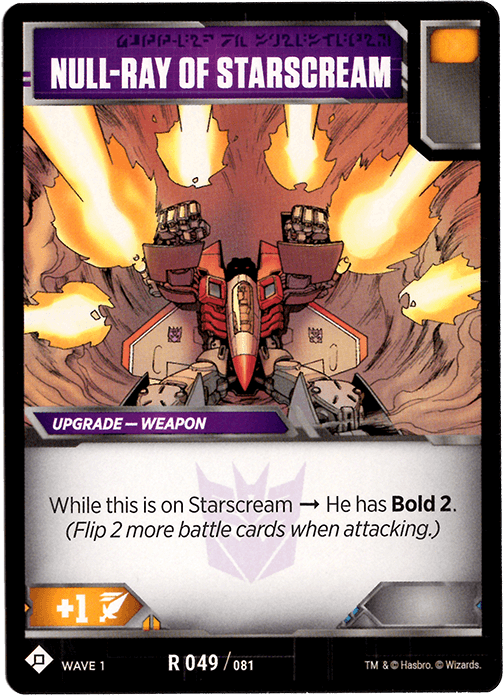 NULL-RAY OF STARSCREAM
UPGRADE — WEAPON
While this is on Starscream → He has Bold 2.
(Flip 2 more battle cards when attacking.)
+1
WAVE 1
R 049 / 081
TM & © Hasbro. © Wizards.